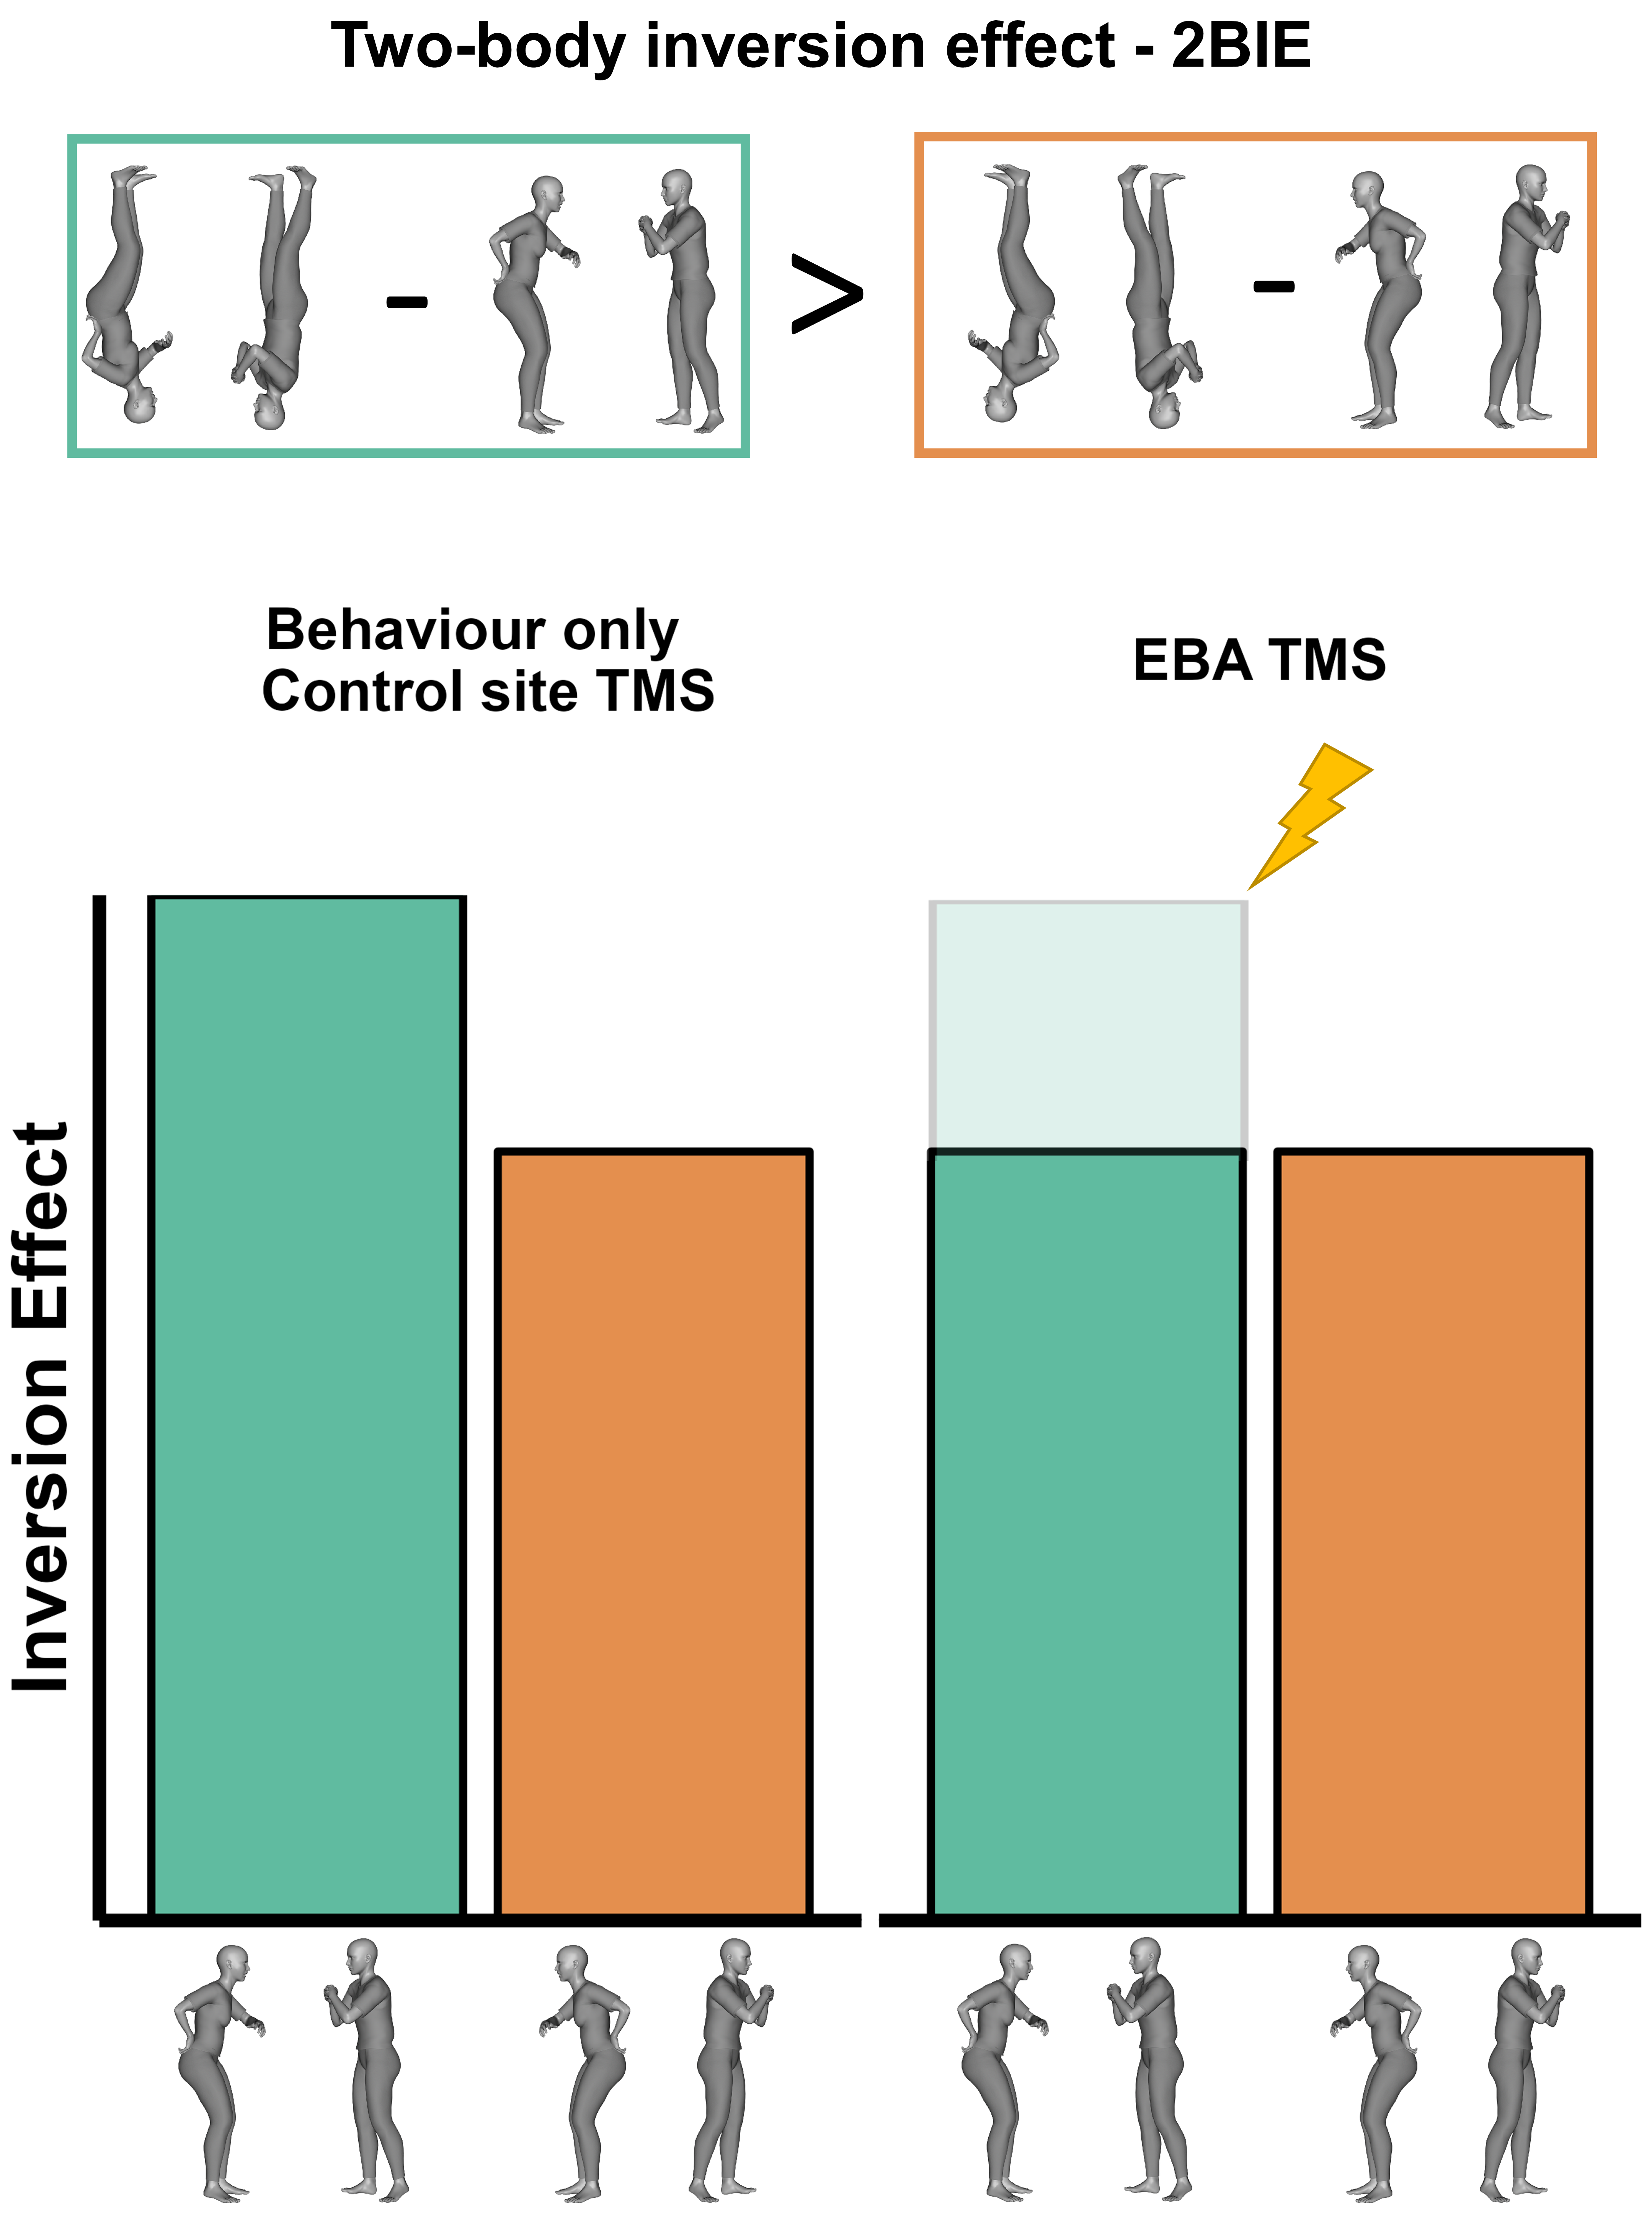 Two-body inversion effect - 2BIE
- > -
Behaviour only
Control site TMS
EBA TMS
Inversion Effect